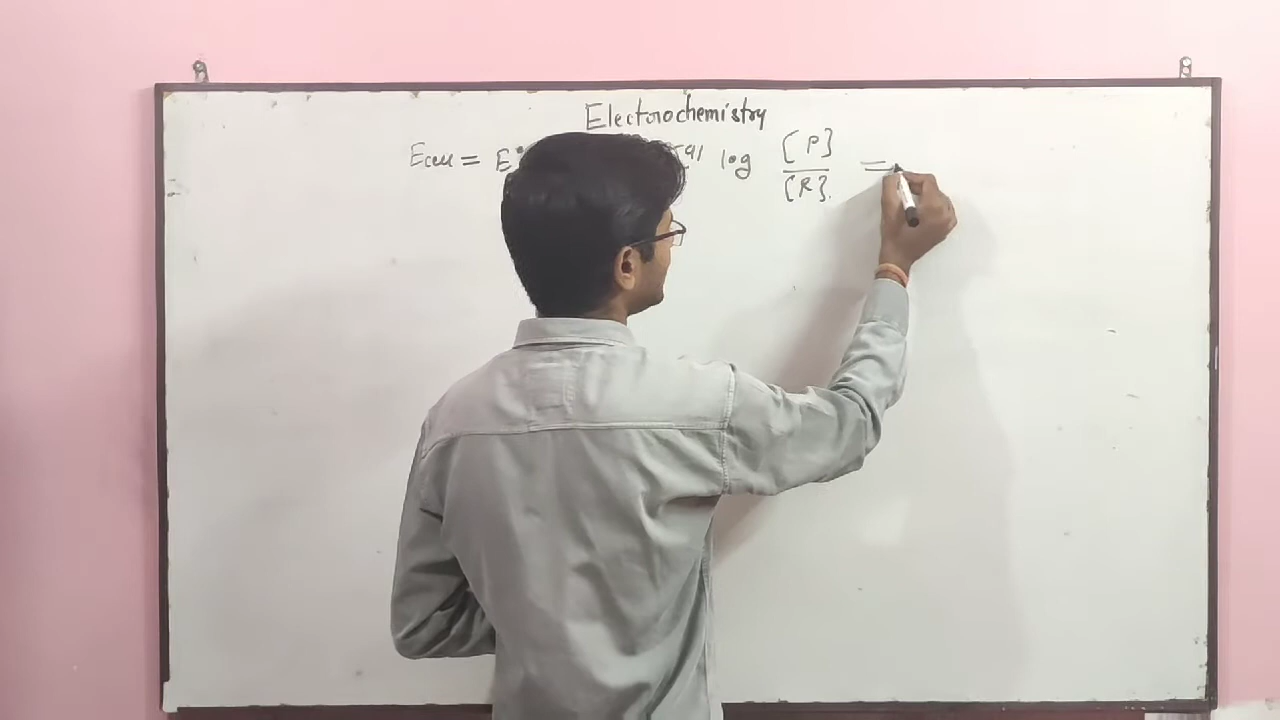 Electrochemistry
Ecell = E° log [P] / [R] =